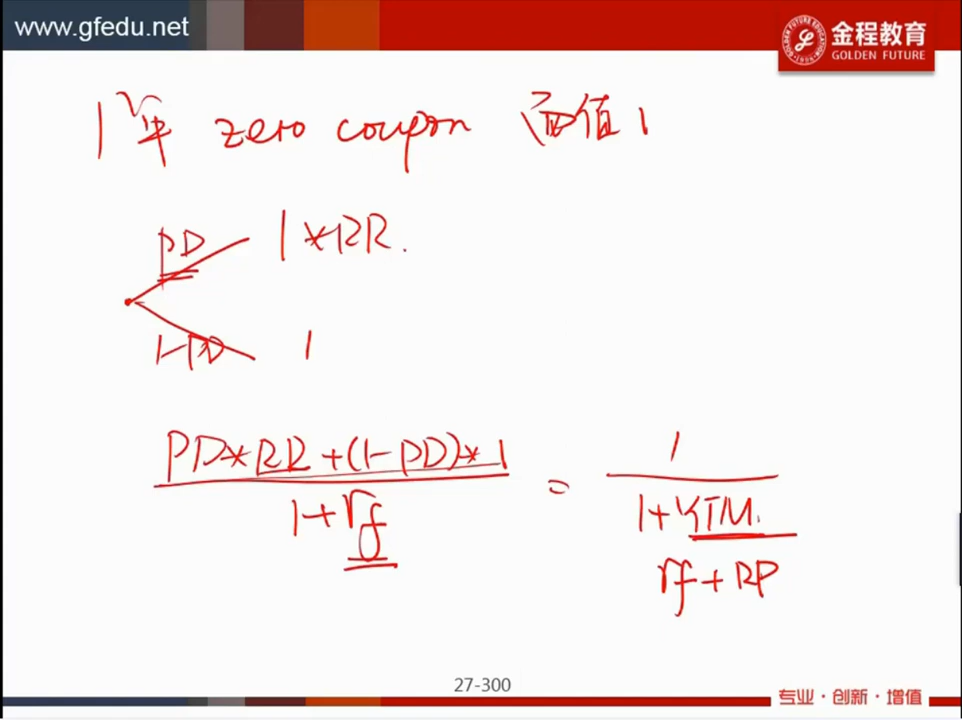 www.gfedu.net
金程教育
GOLDEN FUTURE
1年 zero coupon 面值1
PD 1*RR.
1-PD 1
PD*RR+(1-PD)*1 = 1
1+rf 1+YTM.
rf+RP
27-300
专业·创新·增值